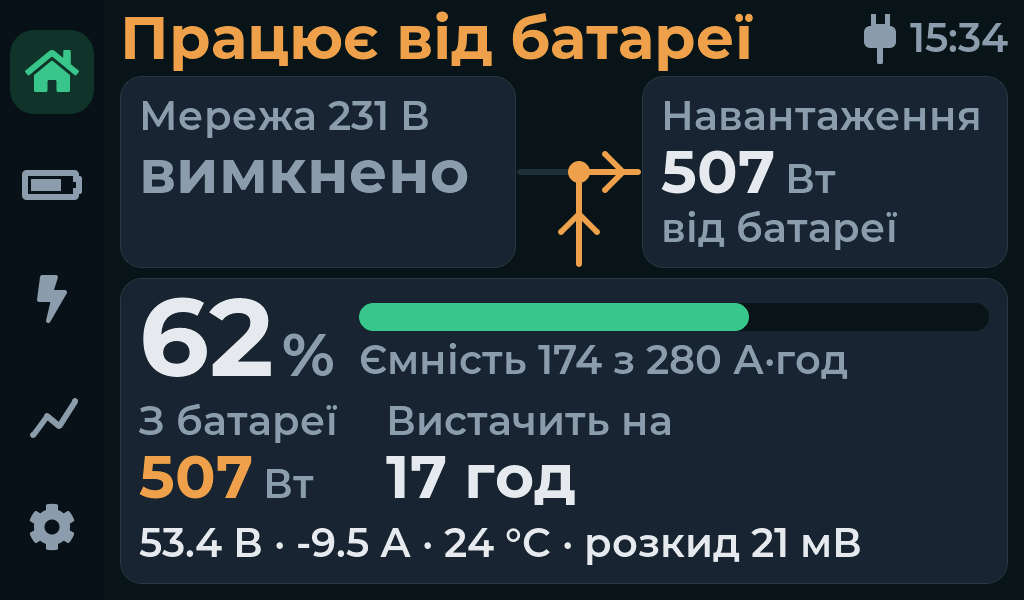 Працює від батареї
15:34
Мережа 231 В
вимкнено
Навантаження
507 Вт
від батареї
62 %
Ємність 174 з 280 А·год
З батареї
507 Вт
Вистачить на
17 год
53.4 В · -9.5 А · 24 °C · розкид 21 мВ